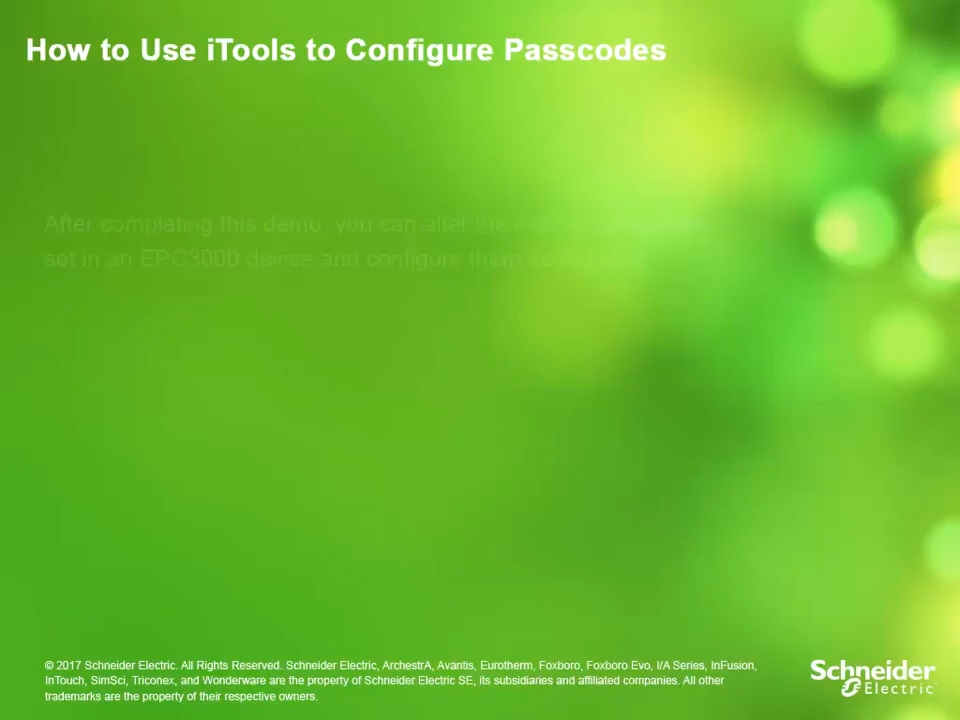 How to Use iTools to Configure Passcodes
After completing this demo, you can alter the
set in an EPC3000 device and configure them
© 2017 Schneider Electric. All Rights Reserved. Schneider Electric, ArchestrA, Avantis, Eurotherm, Foxboro, Foxboro Evo, I/A Series, InFusion,
InTouch, SimSci, Triconex, and Wonderware are the property of Schneider Electric SE, its subsidiaries and affiliated companies. All other
trademarks are the property of their respective owners.
Schneider
Electric